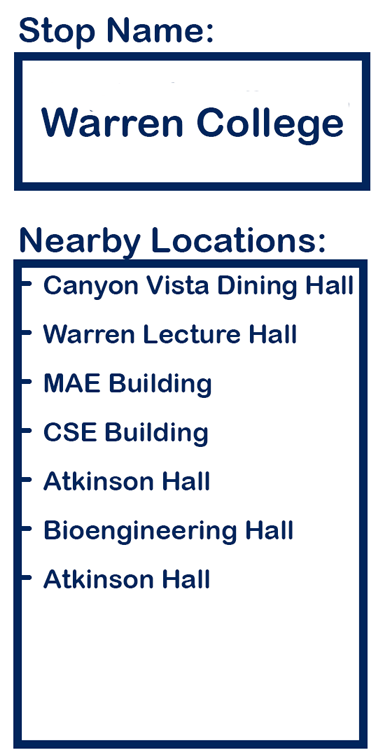 Stop Name:
Warren College
Nearby Locations:
- Canyon Vista Dining Hall
- Warren Lecture Hall
- MAE Building
- CSE Building
- Atkinson Hall
- Bioengineering Hall
- Atkinson Hall